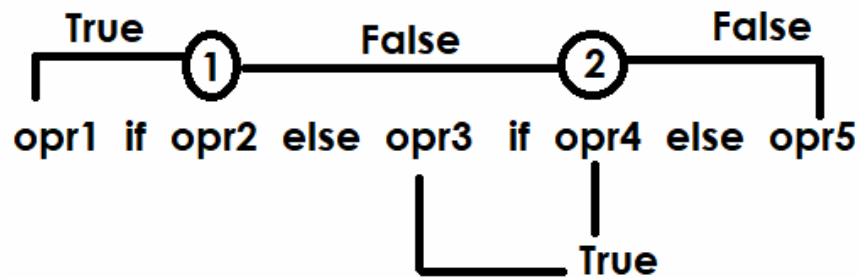 True
False
False
1
2
opr1 if opr2 else opr3 if opr4 else opr5
True